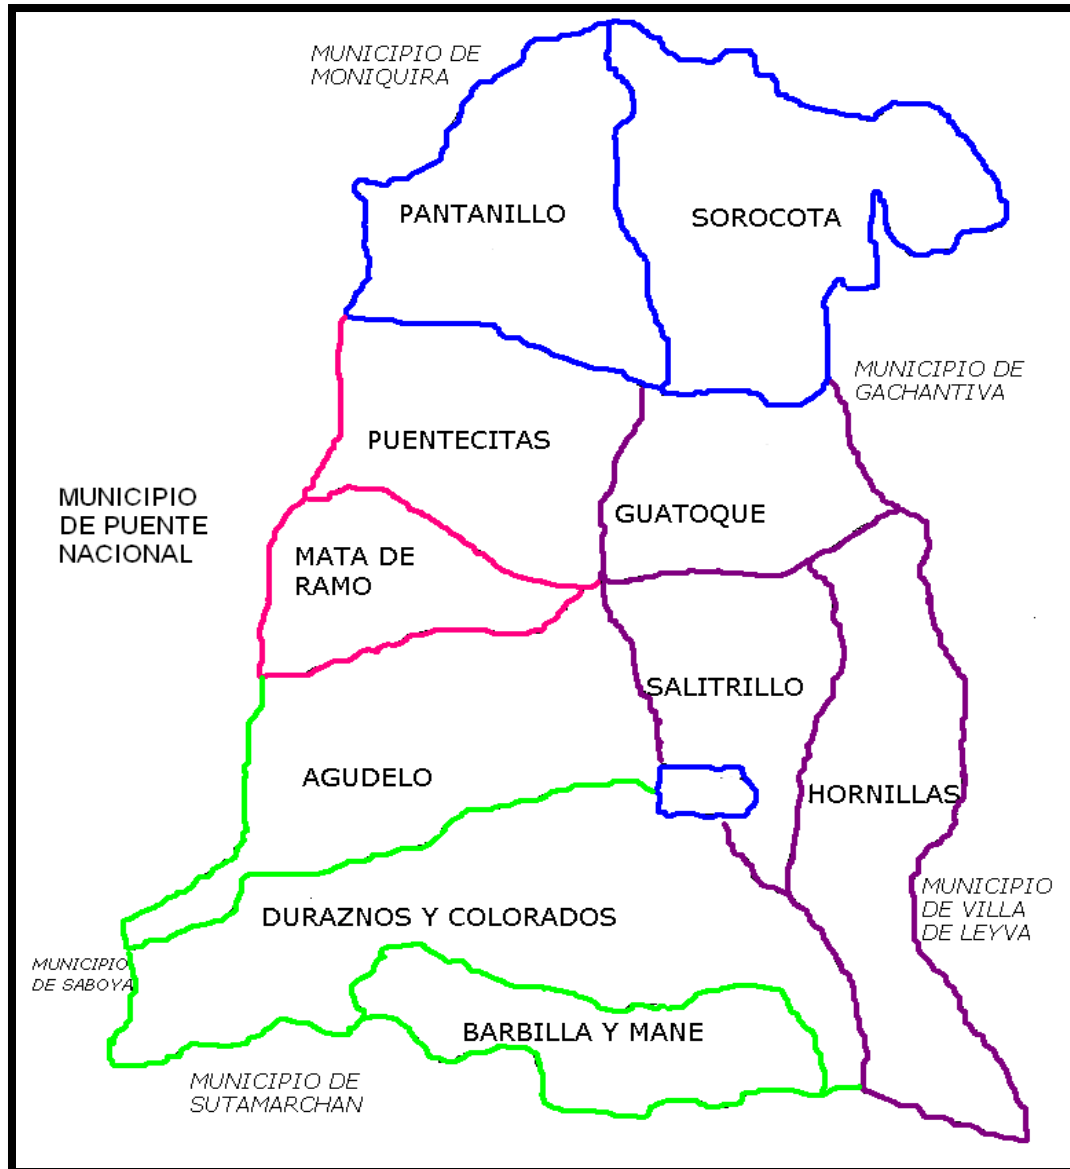 MUNICIPIO DE
MONIQUIRA
PANTANILLO
SOROCOTA
MUNICIPIO DE
GACHANTIVA
PUENTECITAS
MUNICIPIO
DE PUENTE
NACIONAL
GUATOQUE
MATA DE
RAMO
SALITRILLO
AGUDELO
HORNILLAS
MUNICIPIO
DE VILLA
DE LEYVA
DURAZNOS Y COLORADOS
MUNICIPIO
DE SABOYA
BARBILLA Y MANE
MUNICIPIO DE
SUTAMARCHAN